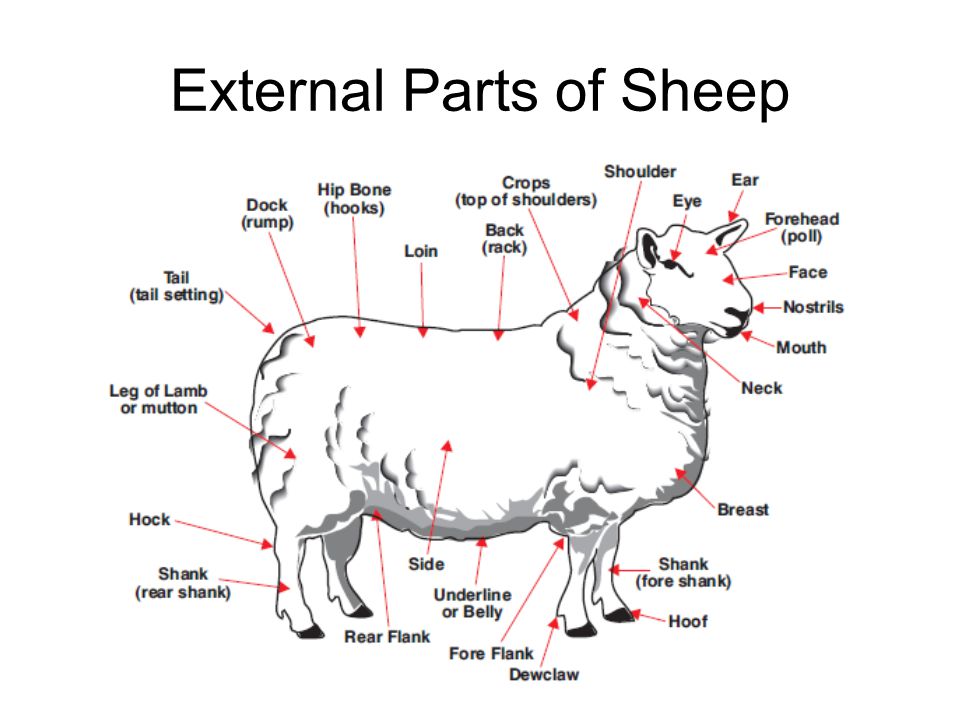 External Parts of Sheep
Shoulder
Ear
Crops
(top of shoulders)
Eye
Hip Bone
(hooks)
Dock
(rump)
Forehead
(poll)
Back
(rack)
Loin
Face
Tail
(tail setting)
Nostrils
Mouth
Neck
Leg of Lamb
or mutton
Breast
Hock
Side
Shank
(fore shank)
Shank
(rear shank)
Underline
or Belly
Hoof
Rear Flank
Fore Flank
Dewclaw